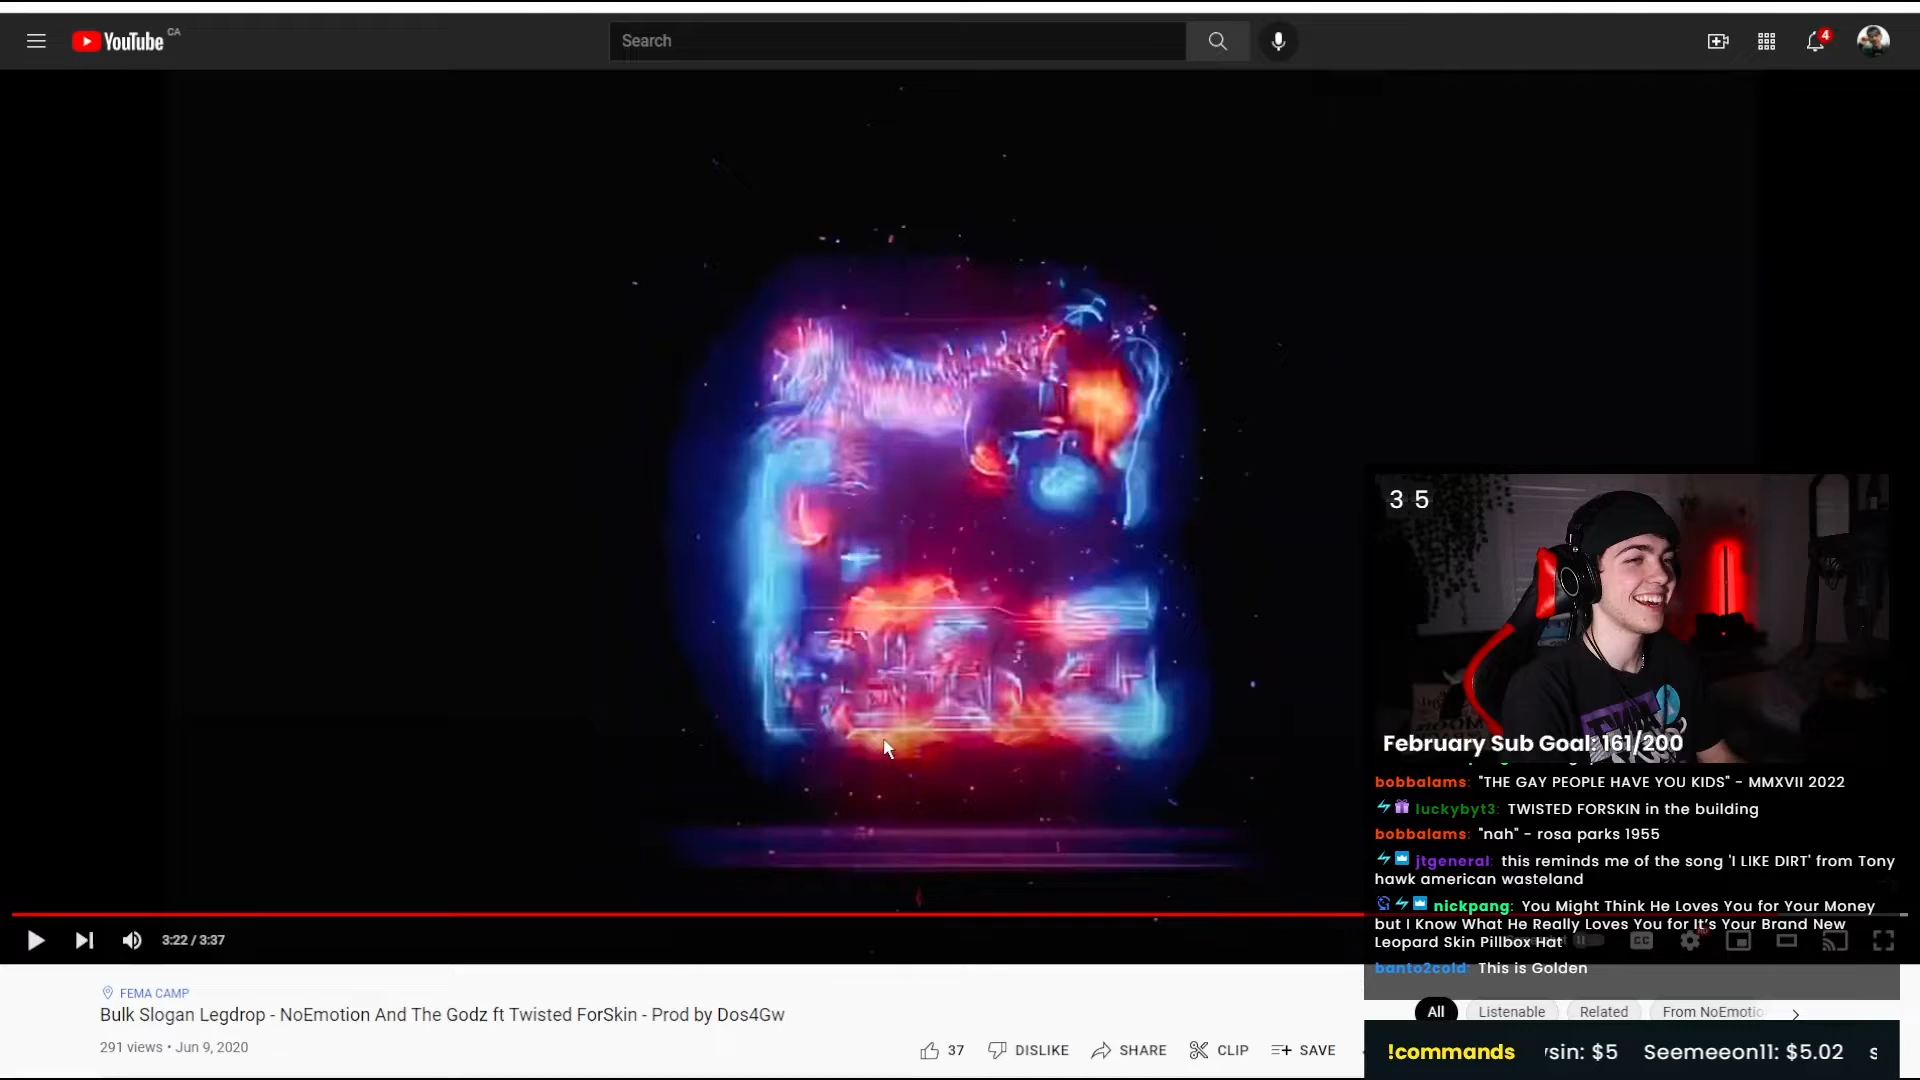 YouTube CA
Search
4
3 5
February Sub Goal: 161/200
bobbalams: "THE GAY PEOPLE HAVE YOU KIDS" - MMXVII 2022
luckybyt3: TWISTED FORSKIN in the building
bobbalams: "nah" - rosa parks 1955
jtgeneral: this reminds me of the song 'I LIKE DIRT' from Tony
hawk american wasteland
nickpang: You Might Think He Loves You for Your Money
but I Know What He Really Loves You for It's Your Brand New
Leopard Skin Pillbox Hat
banto2cold: This is Golden
3:22 / 3:37
FEMA CAMP
Bulk Slogan Legdrop - NoEmotion And The Godz ft Twisted ForSkin - Prod by Dos4Gw
291 views • Jun 9, 2020
37 DISLIKE SHARE CLIP SAVE
All Listenable Related From NoEmotio
!commands sin: $5 Seemeeon11: $5.02 s